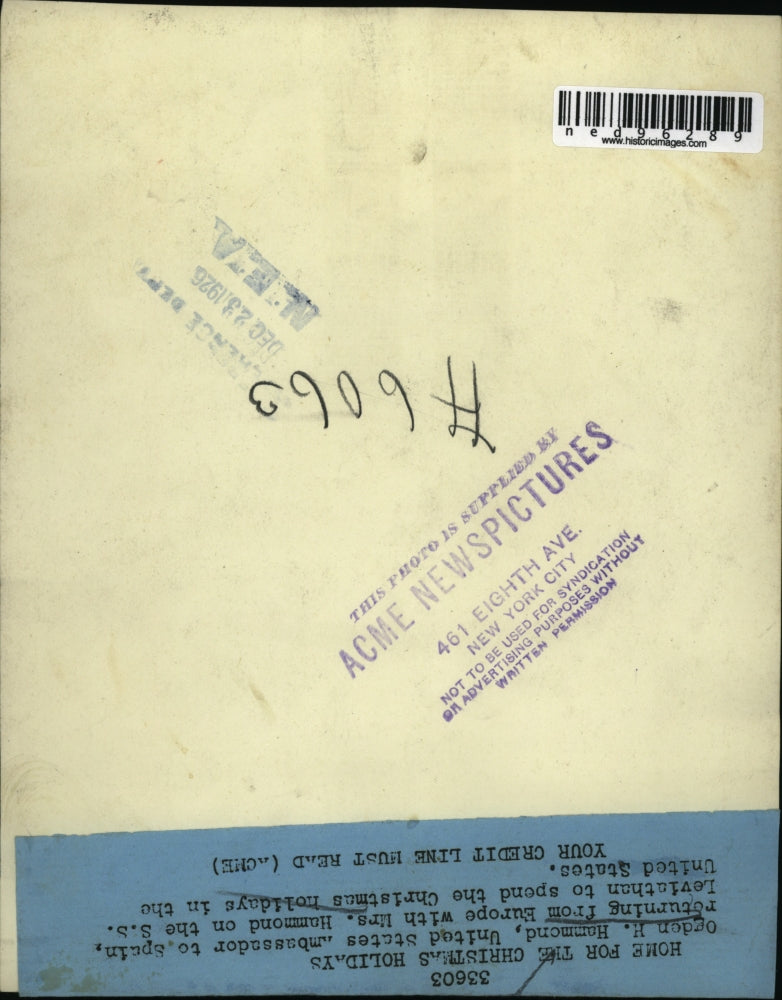 ned96289
www.historicimages.com
ERENCE DEPT
DEC 23 1926
N.E.A.
H6063
THIS PHOTO IS SUPPLIED BY
ACME NEWSPICTURES
461 EIGHTH AVE.
NEW YORK CITY
NOT TO BE USED FOR SYNDICATION
OR ADVERTISING PURPOSES WITHOUT
WRITTEN PERMISSION
33603
HOME FOR THE CHRISTMAS HOLIDAYS
Ogden H. Hammond, United States Ambassador to Spain,
returning from Europe with Mrs. Hammond on the S.S.
Leviathan to spend the Christmas holidays in the
United States.
YOUR CREDIT LINE MUST READ (ACME)